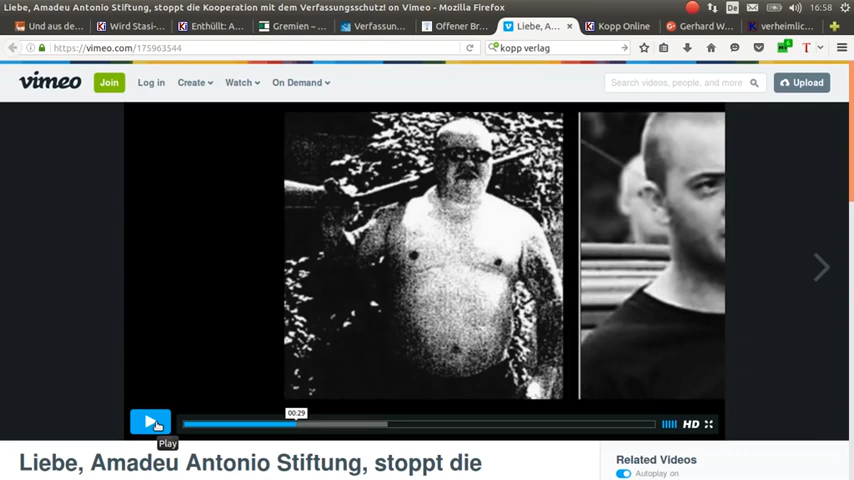 Liebe, Amadeu Antonio Stiftung, stoppt die Kooperation mit dem Verfassungsschutz! on Vimeo - Mozilla Firefox
De
16:58
Und aus de...
Wird Stasi-...
Enthüllt: A...
Gremien – ...
Verfassun...
Offener Br...
Liebe, A...
Kopp Online
Gerhard W...
verheimlic...
https://vimeo.com/175963544
kopp verlag
vimeo
Join
Log in
Create
Watch
On Demand
Search videos, people, and more
Upload
00:29
HD
Play
Liebe, Amadeu Antonio Stiftung, stoppt die
Related Videos
Autoplay on